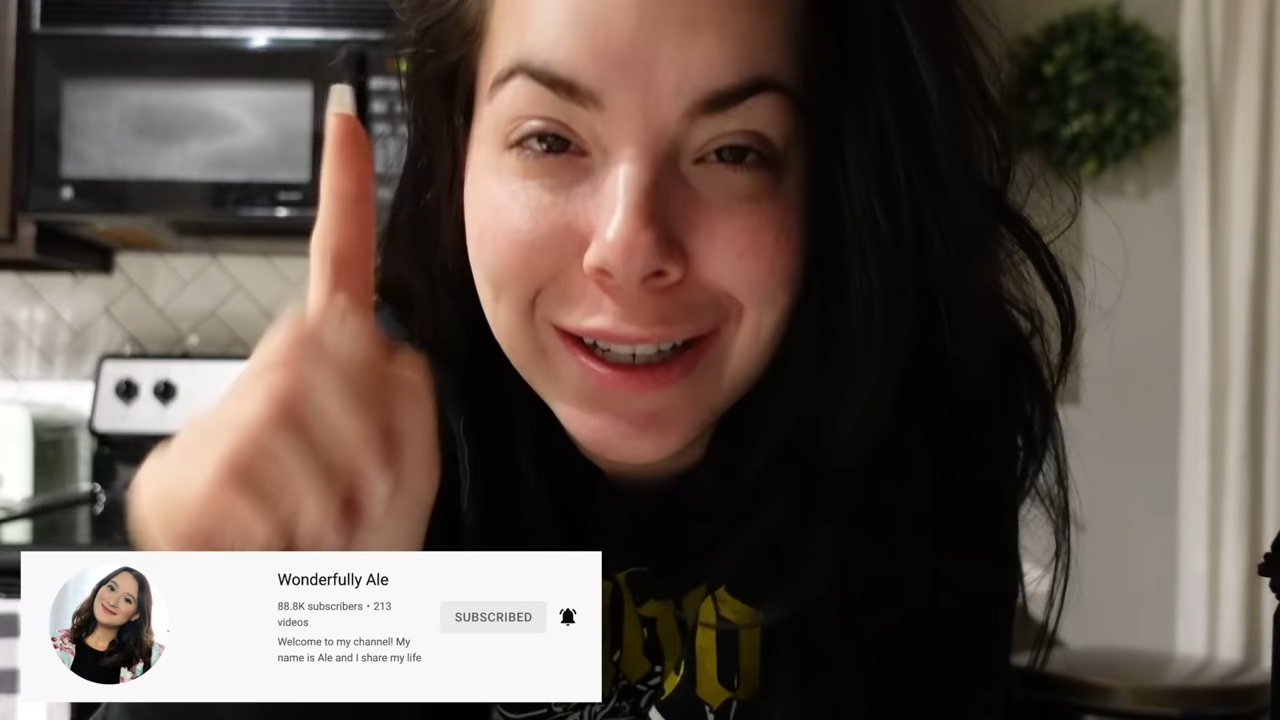 Wonderfully Ale
88.8K subscribers • 213
videos
SUBSCRIBED
Welcome to my channel! My
name is Ale and I share my life